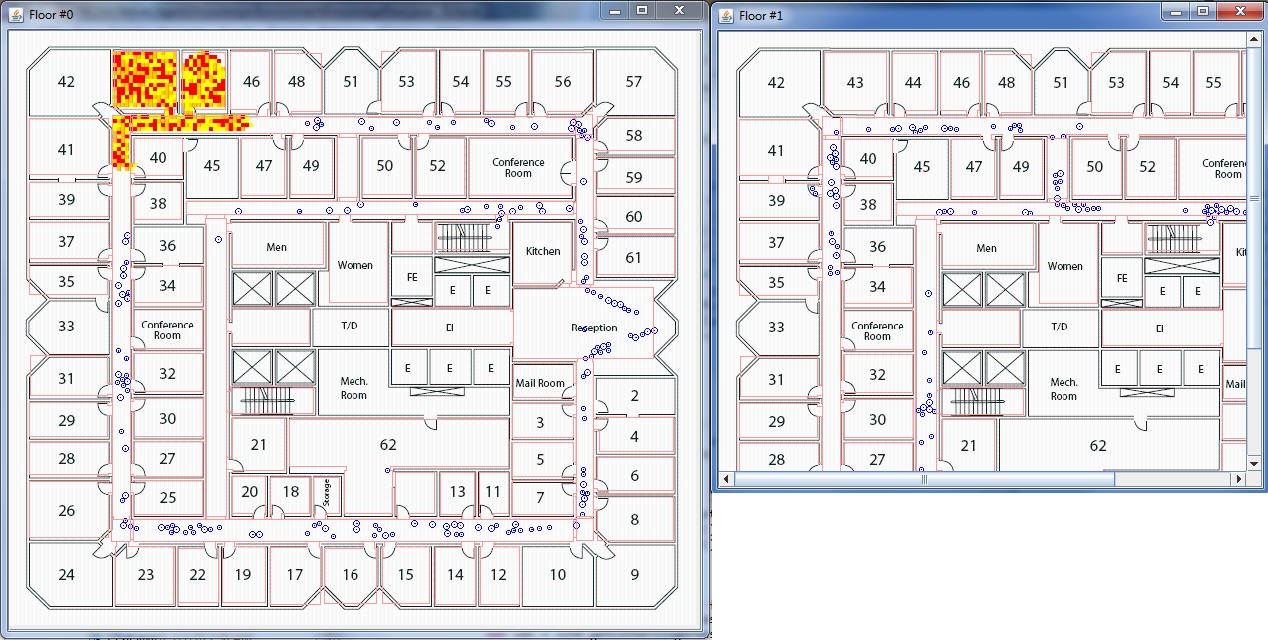 Floor #0
42 46 48 51 53 54 55 56 57
58
41 40 45 47 49 50 52 Conference
Room
59
39 38
60
37 36 Men
Women Kitchen 61
35 34 FE E E
33 Conference
Room
T/D Reception
31 32 E E E
Mech.
Room
Mail Room
2
29 30 3
4
21 62
28 27 5
6
26 25 20 18 Storage 13 11 7
8
24 23 22 19 17 16 15 14 12 10 9
Floor #1
42 43 44 46 48 51 53 54 55
41 40 45 47 49 50 52 Conferenc
Room
39 38
37 36 Men
Women Kit
35 34 FE E E
33 Conference
Room
T/D
31 32 E E E
Mech.
Room
Mail
29 30
21 62
28 27